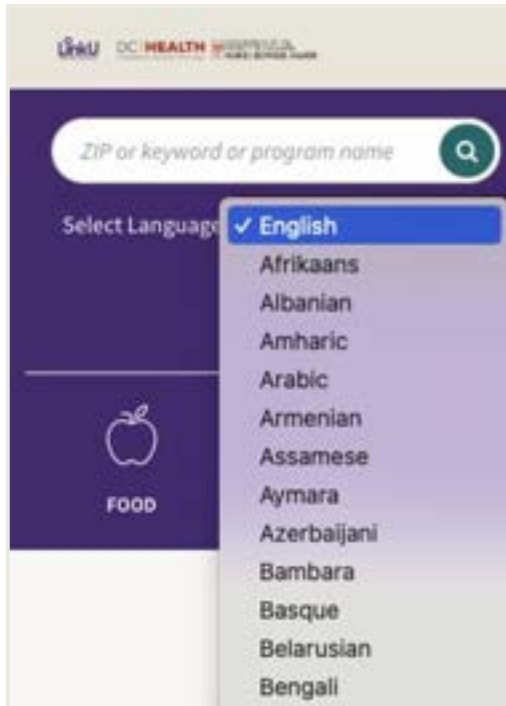 LinkU DC HEALTH
ZIP or keyword or program name
Select Language
✓ English
Afrikaans
Albanian
Amharic
Arabic
Armenian
Assamese
Aymara
Azerbaijani
Bambara
Basque
Belarusian
Bengali
FOOD